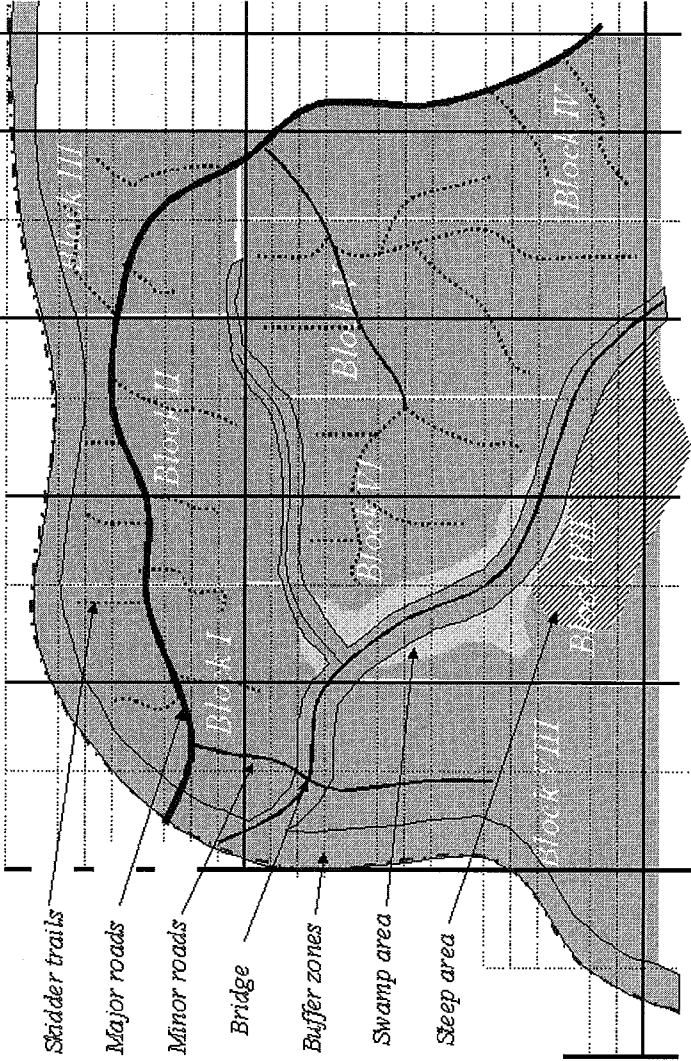 Skidder trails
Major roads
Minor roads
Bridge
Buffer zones
Swamp area
Steep area
Block I
Block II
Block III
Block IV
Block V
Block VI
Block VII
Block VIII